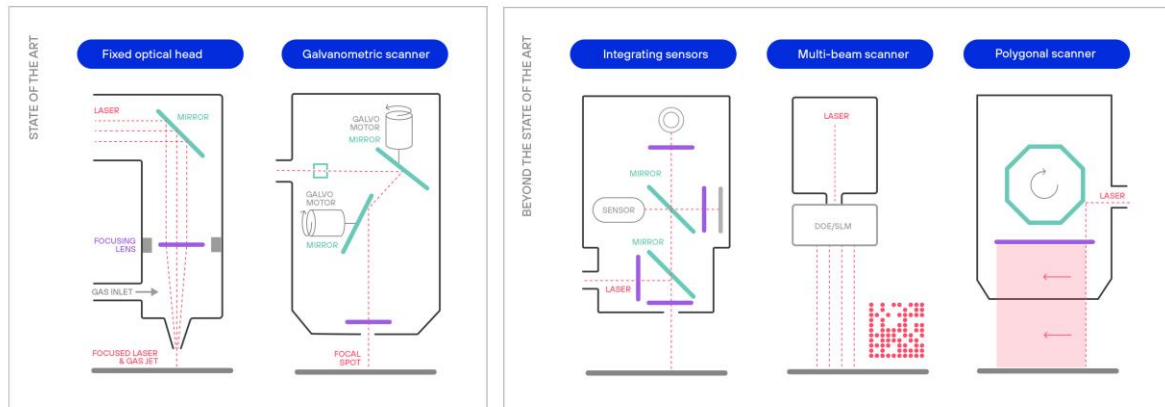 STATE OF THE ART
Fixed optical head
LASER
MIRROR
FOCUSING
LENS
GAS INLET
FOCUSED LASER
& GAS JET
Galvanometric scanner
GALVO
MOTOR
MIRROR
GALVO
MOTOR
MIRROR
FOCAL
SPOT
BEYOND THE STATE OF THE ART
Integrating sensors
MIRROR
SENSOR
MIRROR
LASER
Multi-beam scanner
LASER
DOE/SLM
Polygonal scanner
LASER